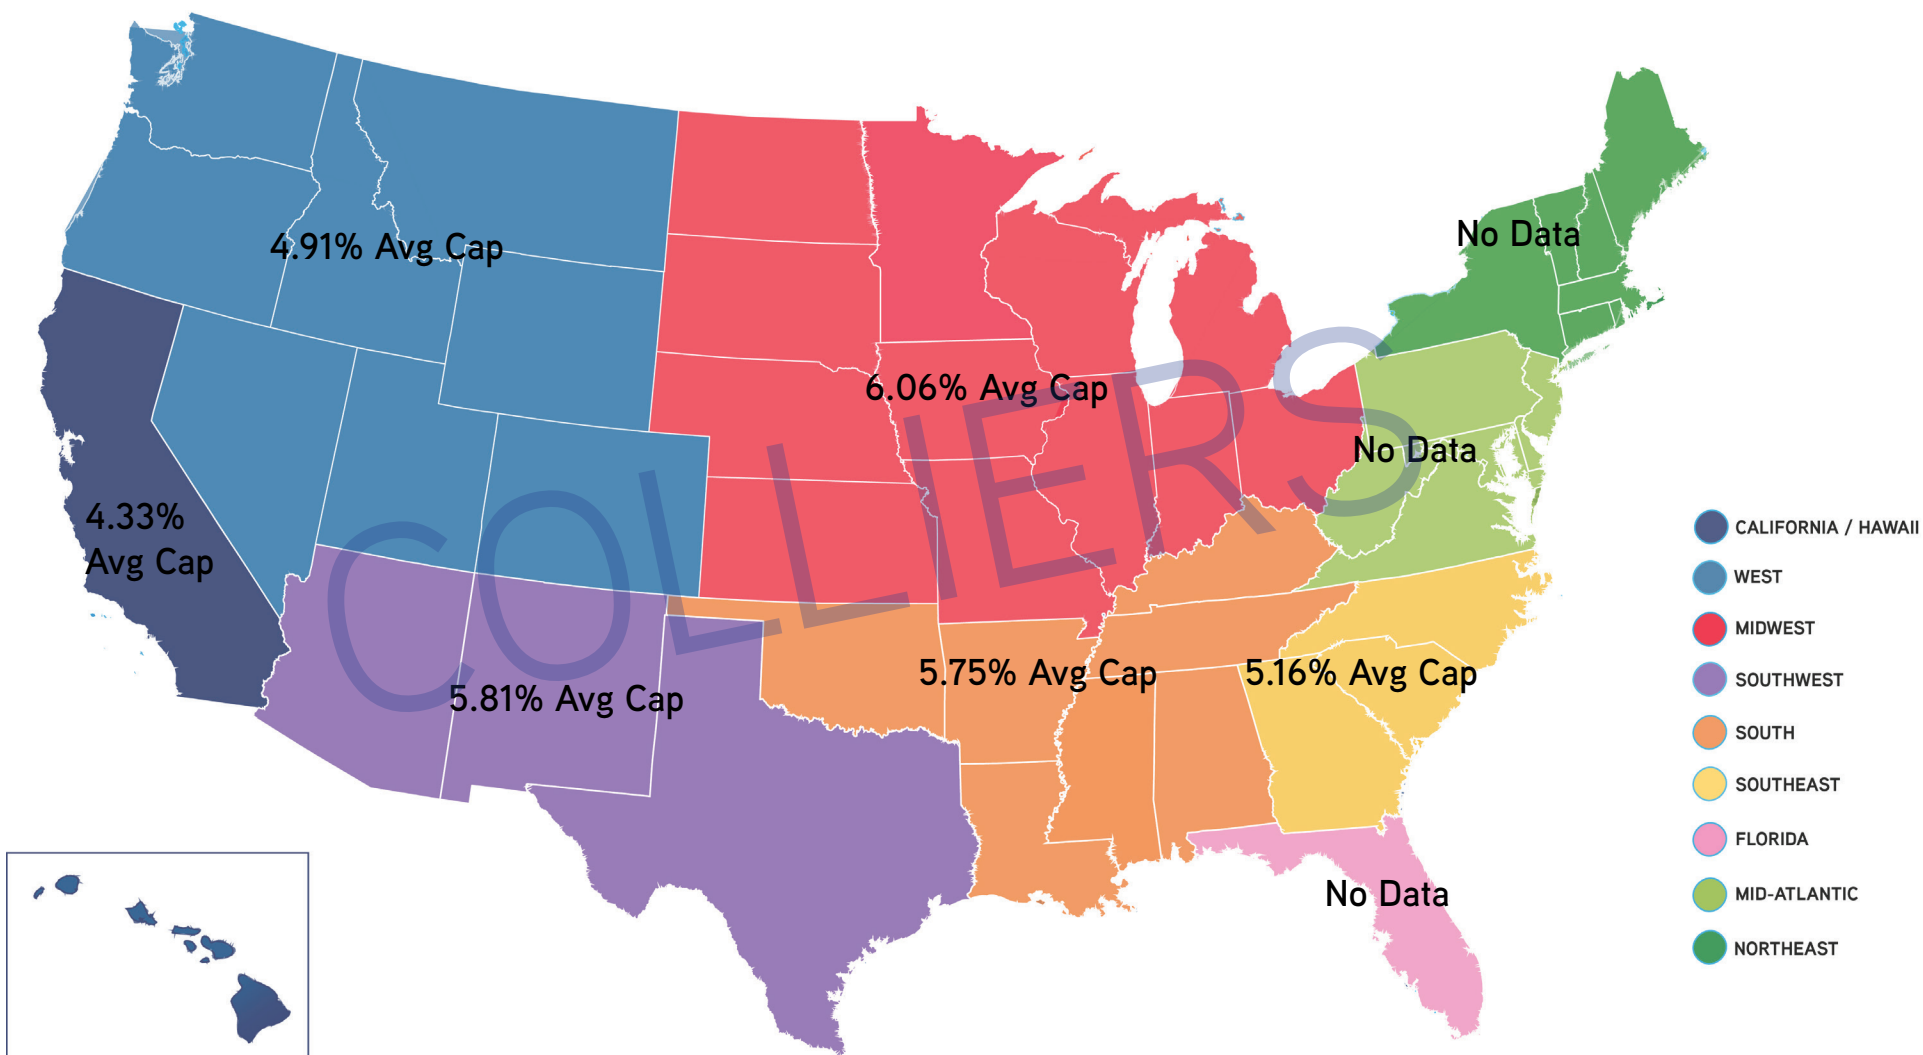 No Data
4.91% Avg Cap
6.06% Avg Cap
No Data
4.33%
Avg Cap
5.81% Avg Cap
5.75% Avg Cap
5.16% Avg Cap
No Data
COLLIERS
CALIFORNIA / HAWAII
WEST
MIDWEST
SOUTHWEST
SOUTH
SOUTHEAST
FLORIDA
MID-ATLANTIC
NORTHEAST